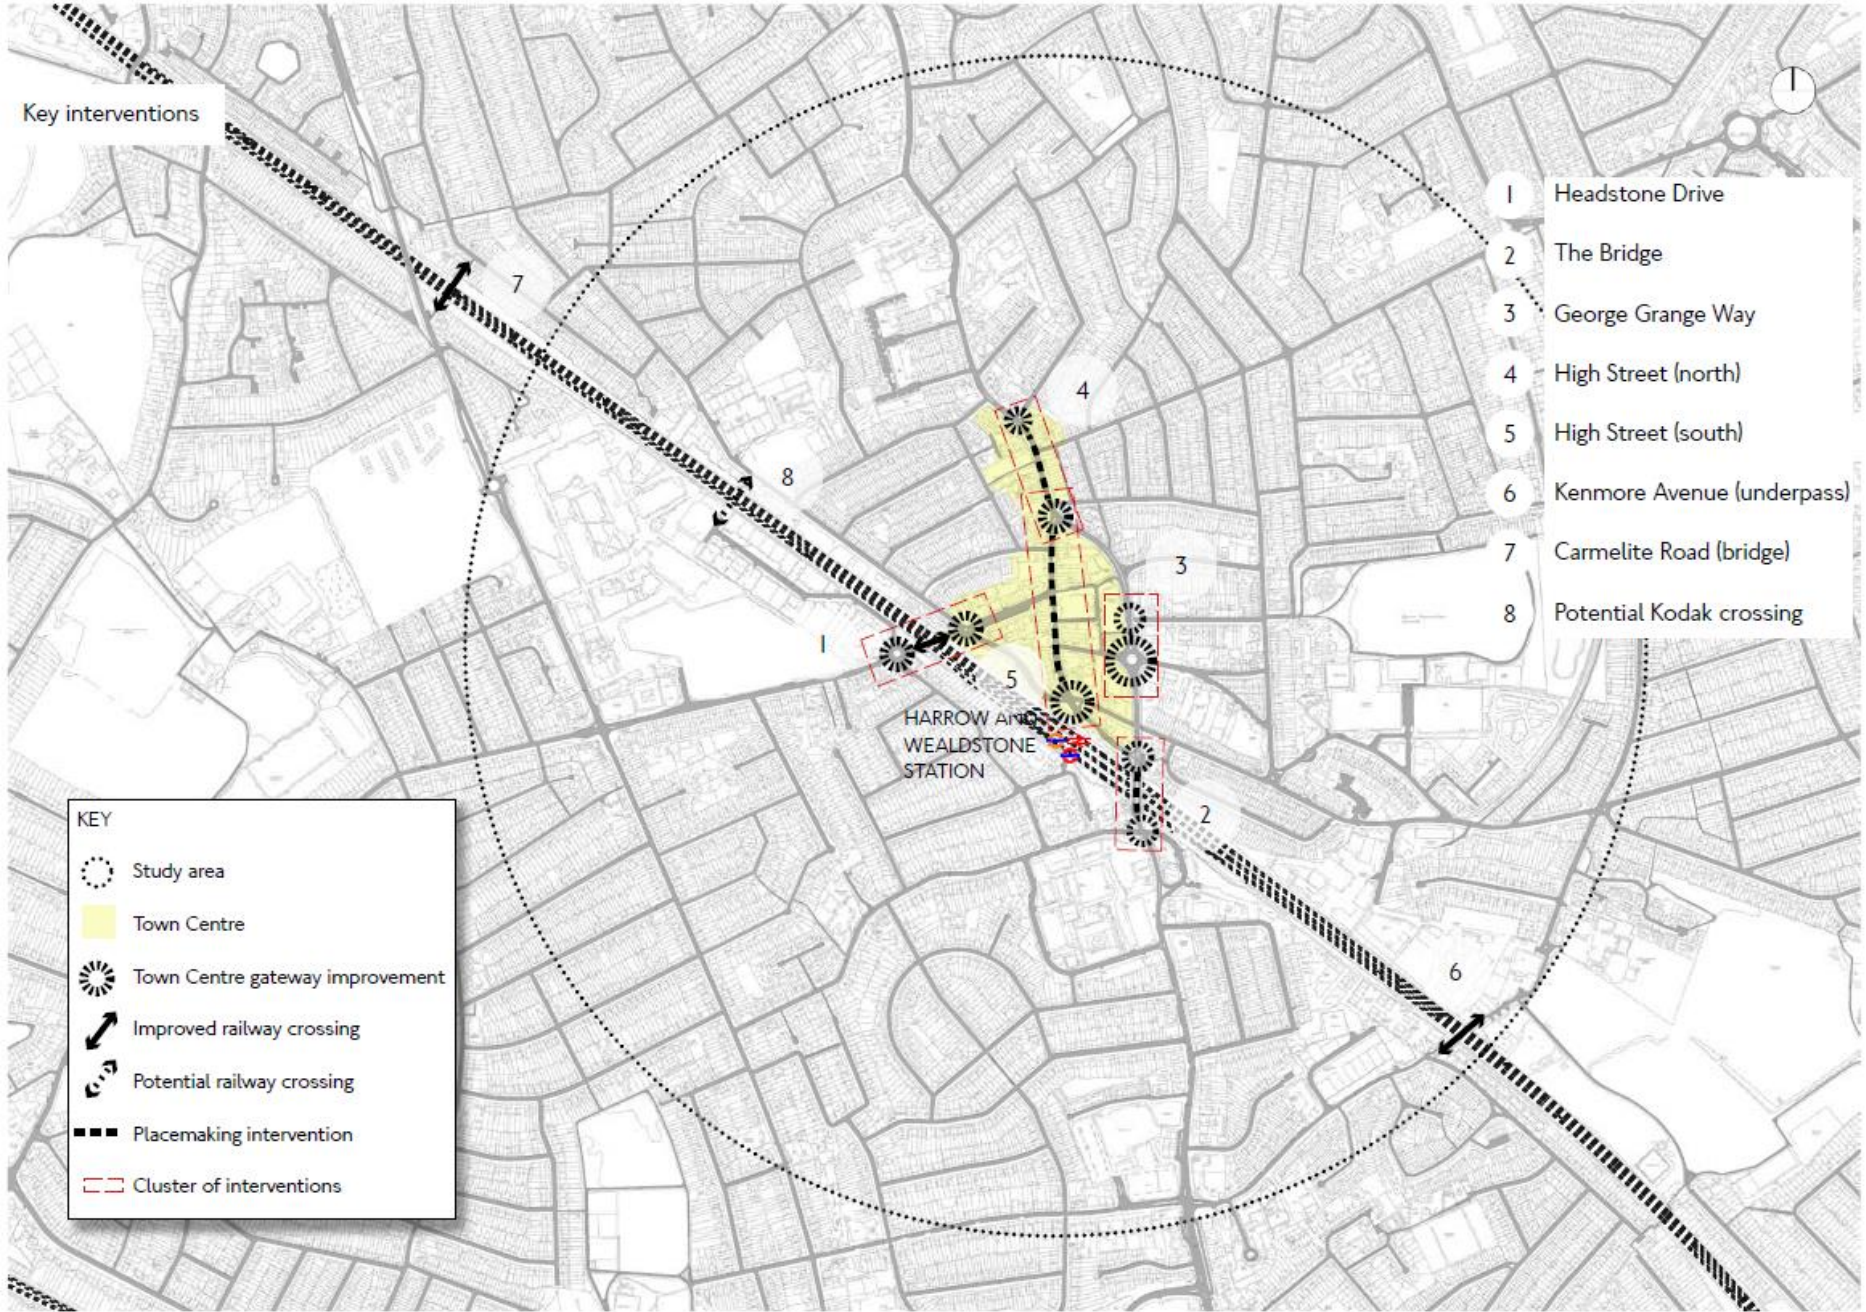 Key interventions
1 Headstone Drive
2 The Bridge
3 George Grange Way
4 High Street (north)
5 High Street (south)
6 Kenmore Avenue (underpass)
7 Carmelite Road (bridge)
8 Potential Kodak crossing
7
4
8
3
1
5
HARROW AND
WEALDSTONE
STATION
2
6
KEY
Study area
Town Centre
Town Centre gateway improvement
Improved railway crossing
Potential railway crossing
Placemaking intervention
Cluster of interventions